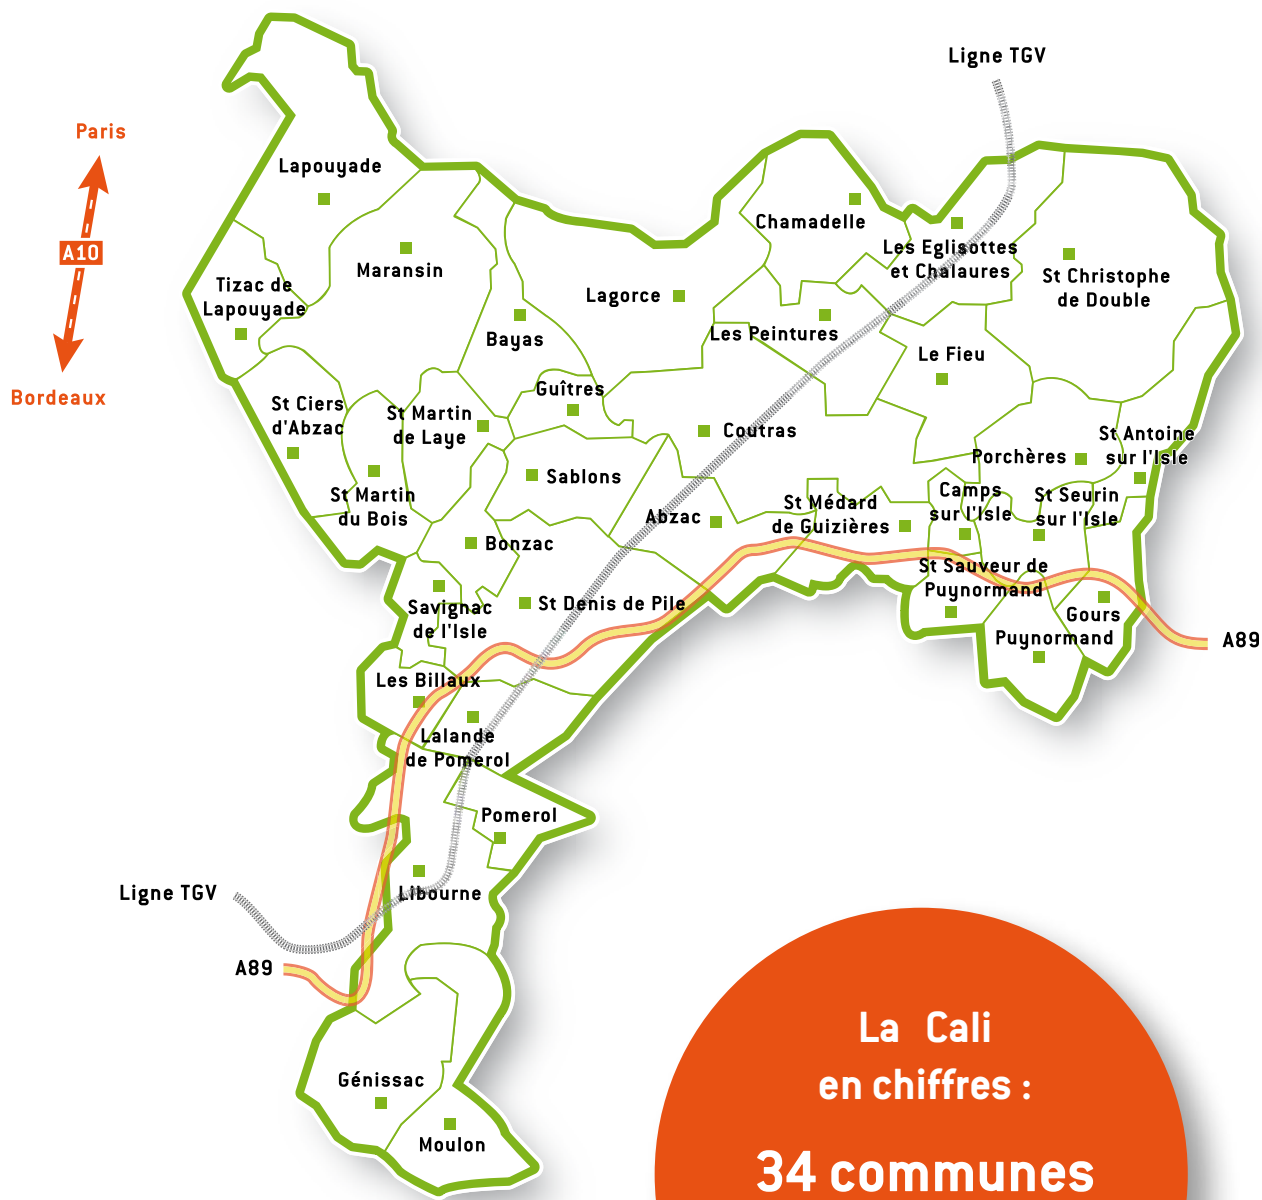 Ligne TGV
Paris
A10
Bordeaux
Lapouyade
Maransin
Tizac de
Lapouyade
Chamadelle
Les Eglisottes
et Chalaures
St Christophe
de Double
Lagorce
Bayas
Les Peintures
Le Fieu
Guîtres
St Ciers
d'Abzac
St Martin
de Laye
Coutras
St Antoine
sur l'Isle
Porchères
Sablons
St Martin
du Bois
Abzac
St Médard
de Guizières
Camps
sur l'Isle
St Seurin
sur l'Isle
Bonzac
St Sauveur de
Puynormand
Savignac
de l'Isle
St Denis de Pile
Gours
Puynormand
A89
Les Billaux
Lalande
de Pomerol
Pomerol
Libourne
Ligne TGV
A89
Génissac
Moulon
La Cali
en chiffres :
34 communes